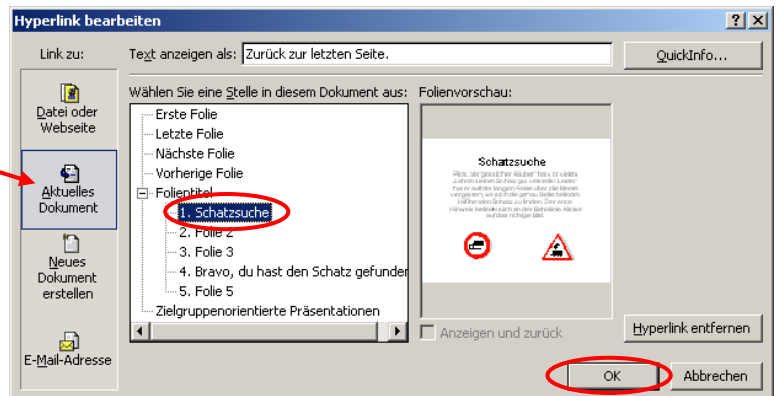 Hyperlink bearbeiten
Link zu:
Text anzeigen als: Zurück zur letzten Seite.
QuickInfo...
Datei oder
Webseite
Aktuelles
Dokument
Neues
Dokument
erstellen
E-Mail-Adresse
Wählen Sie eine Stelle in diesem Dokument aus:
Erste Folie
Letzte Folie
Nächste Folie
Vorherige Folie
Folientitel
1. Schatzsuche
2. Folie 2
3. Folie 3
4. Bravo, du hast den Schatz gefunden
5. Folie 5
Zielgruppenorientierte Präsentationen
Folienvorschau:
Schatzsuche
Anzeigen und zurück
Hyperlink entfernen
OK
Abbrechen